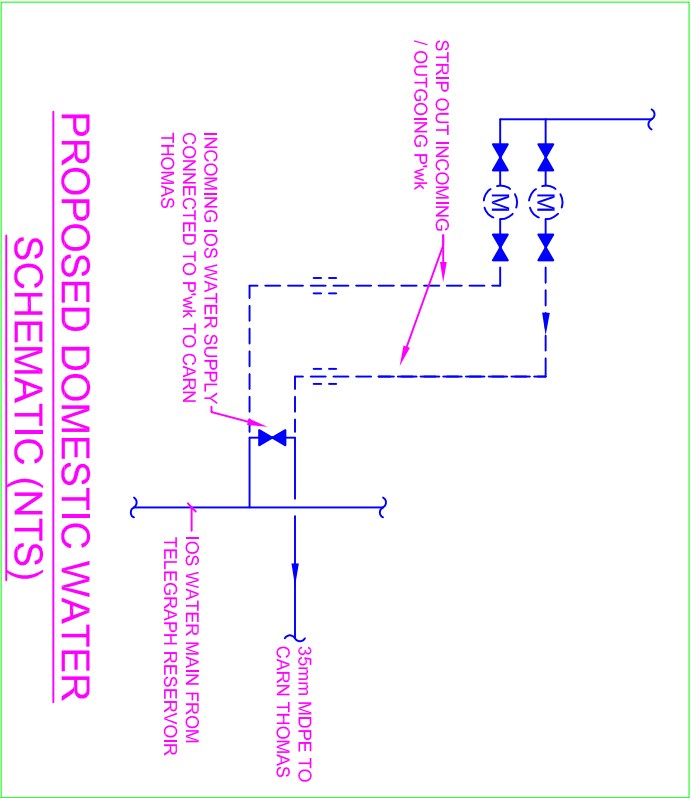 STRIP OUT INCOMING
/ OUTGOING P'wk
M
M
INCOMING IOS WATER SUPPLY
CONNECTED TO P'wk TO CARN
THOMAS
35mm MDPE TO
CARN THOMAS
IOS WATER MAIN FROM
TELEGRAPH RESERVOIR
PROPOSED DOMESTIC WATER
SCHEMATIC (NTS)